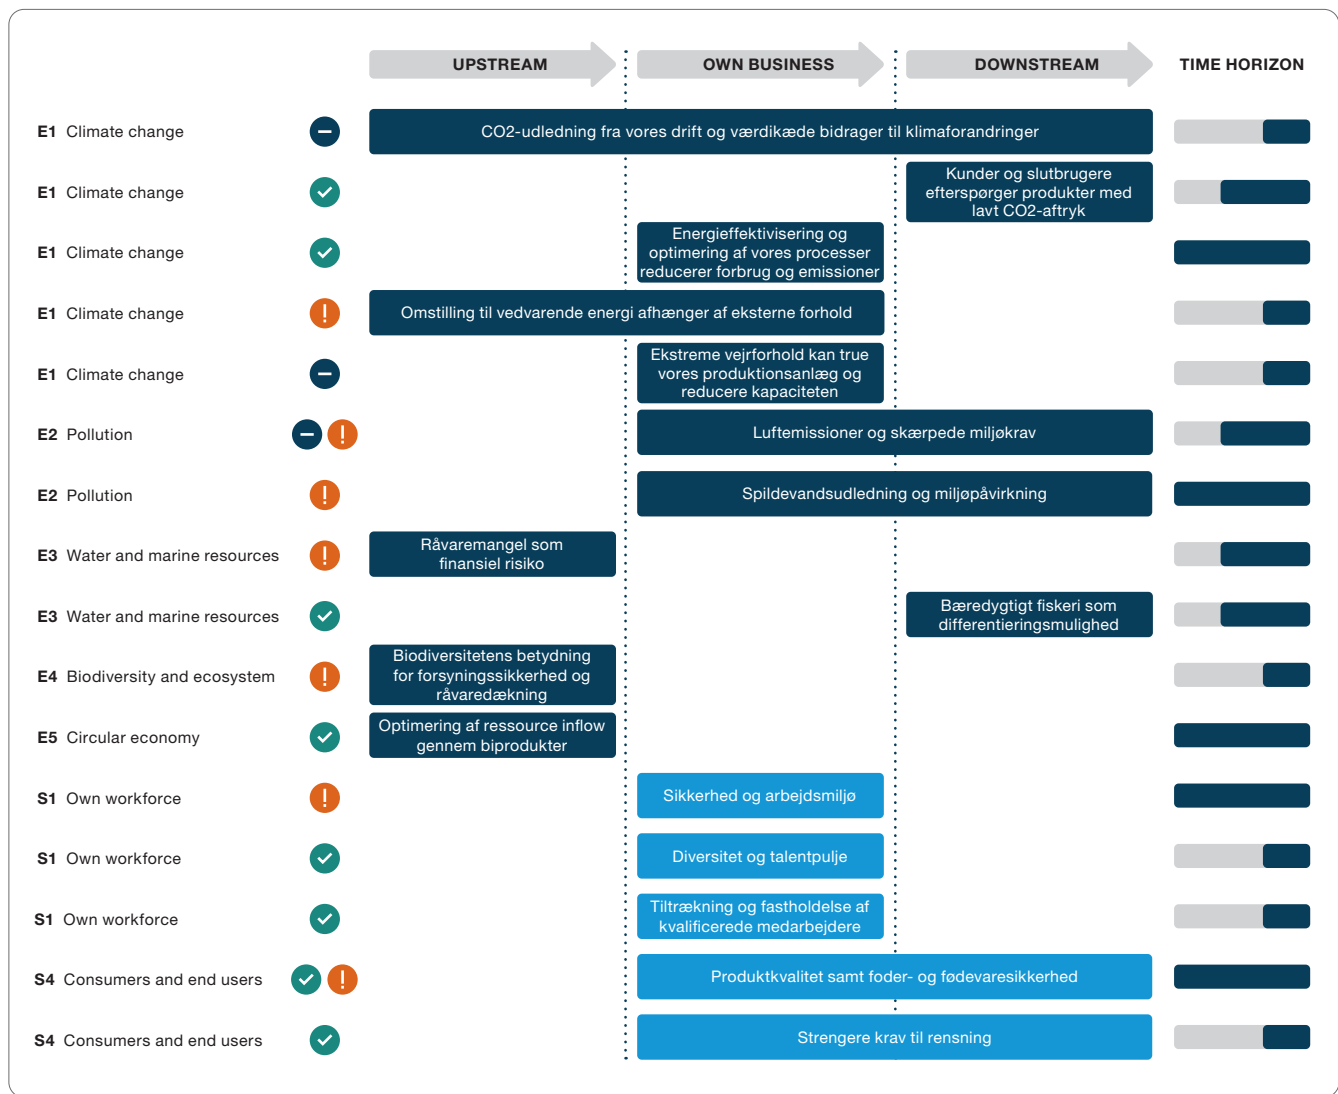 UPSTREAM
OWN BUSINESS
DOWNSTREAM
TIME HORIZON
E1 Climate change
CO2-udledning fra vores drift og værdikæde bidrager til klimaforandringer
E1 Climate change
Kunder og slutbrugere
efterspørger produkter med
lavt CO2-aftryk
E1 Climate change
Energieffektivisering og
optimering af vores processer
reducerer forbrug og emissioner
E1 Climate change
Omstilling til vedvarende energi afhænger af eksterne forhold
E1 Climate change
Ekstreme vejrforhold kan true
vores produktionsanlæg og
reducere kapaciteten
E2 Pollution
Luftemissioner og skærpede miljøkrav
E2 Pollution
Spildevandsudledning og miljøpåvirkning
E3 Water and marine resources
Råvaremangel som
finansiel risiko
E3 Water and marine resources
Bæredygtigt fiskeri som
differentieringsmulighed
E4 Biodiversity and ecosystem
Biodiversitetens betydning
for forsyningssikkerhed og
råvaredækning
E5 Circular economy
Optimering af ressource inflow
gennem biprodukter
S1 Own workforce
Sikkerhed og arbejdsmiljø
S1 Own workforce
Diversitet og talentpulje
S1 Own workforce
Tiltrækning og fastholdelse af
kvalificerede medarbejdere
S4 Consumers and end users
Produktkvalitet samt foder- og fødevaresikkerhed
S4 Consumers and end users
Strengere krav til rensning